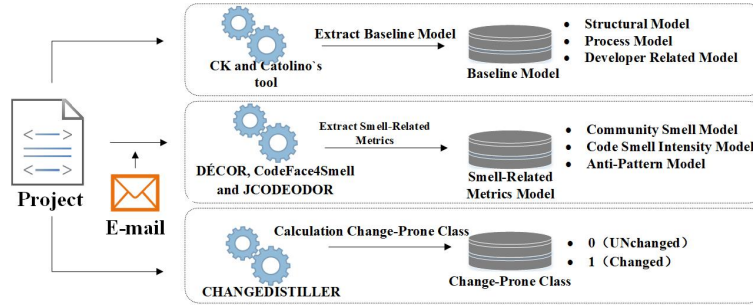 Extract Baseline Model
CK and Catolino`s
tool
Baseline Model
Structural Model
Process Model
Developer Related Model
< >
< >
Project
E-mail
Extract Smell-Related
Metrics
DÉCOR, CodeFace4Smell
and JCODEODOR
Smell-Related
Metrics Model
Community Smell Model
Code Smell Intensity Model
Anti-Pattern Model
Calculation Change-Prone Class
CHANGEDISTILLER
Change-Prone Class
0（UNchanged）
1（Changed）